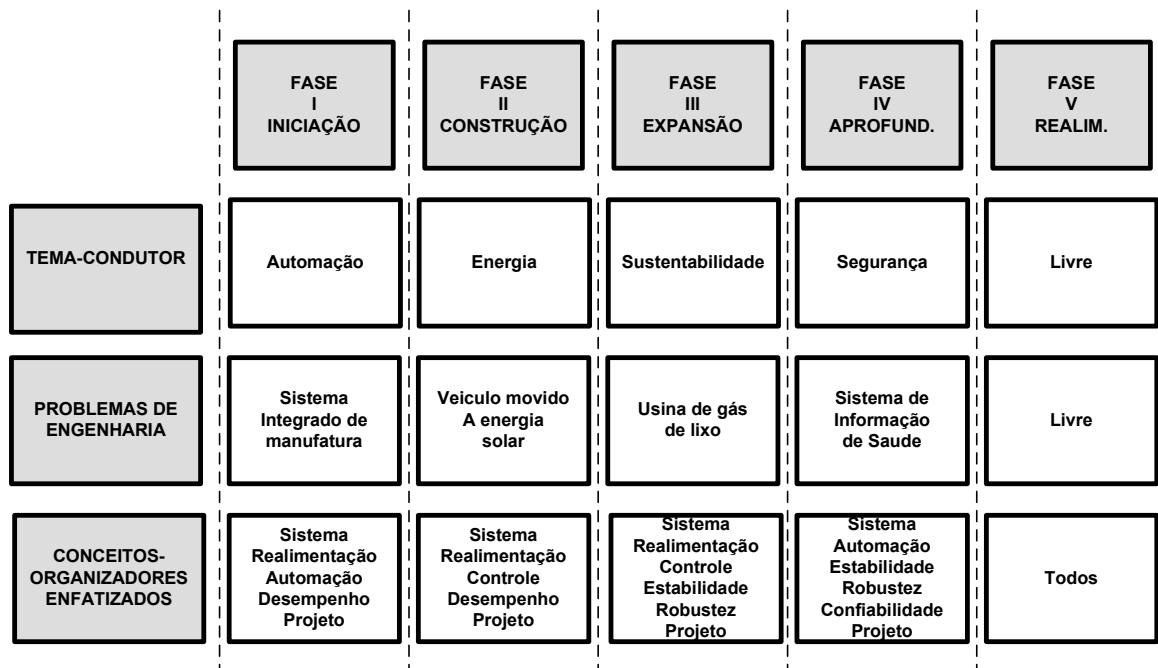 FASE
I
INICIAÇÃO
FASE
II
CONSTRUÇÃO
FASE
III
EXPANSÃO
FASE
IV
APROFUND.
FASE
V
REALIM.
TEMA-CONDUTOR
Automação
Energia
Sustentabilidade
Segurança
Livre
PROBLEMAS DE
ENGENHARIA
Sistema
Integrado de
manufatura
Veiculo movido
A energia
solar
Usina de gás
de lixo
Sistema de
Informação
de Saude
Livre
CONCEITOS-
ORGANIZADORES
ENFATIZADOS
Sistema
Realimentação
Automação
Desempenho
Projeto
Sistema
Realimentação
Controle
Desempenho
Projeto
Sistema
Realimentação
Controle
Estabilidade
Robustez
Projeto
Sistema
Automação
Estabilidade
Robustez
Confiabilidade
Projeto
Todos